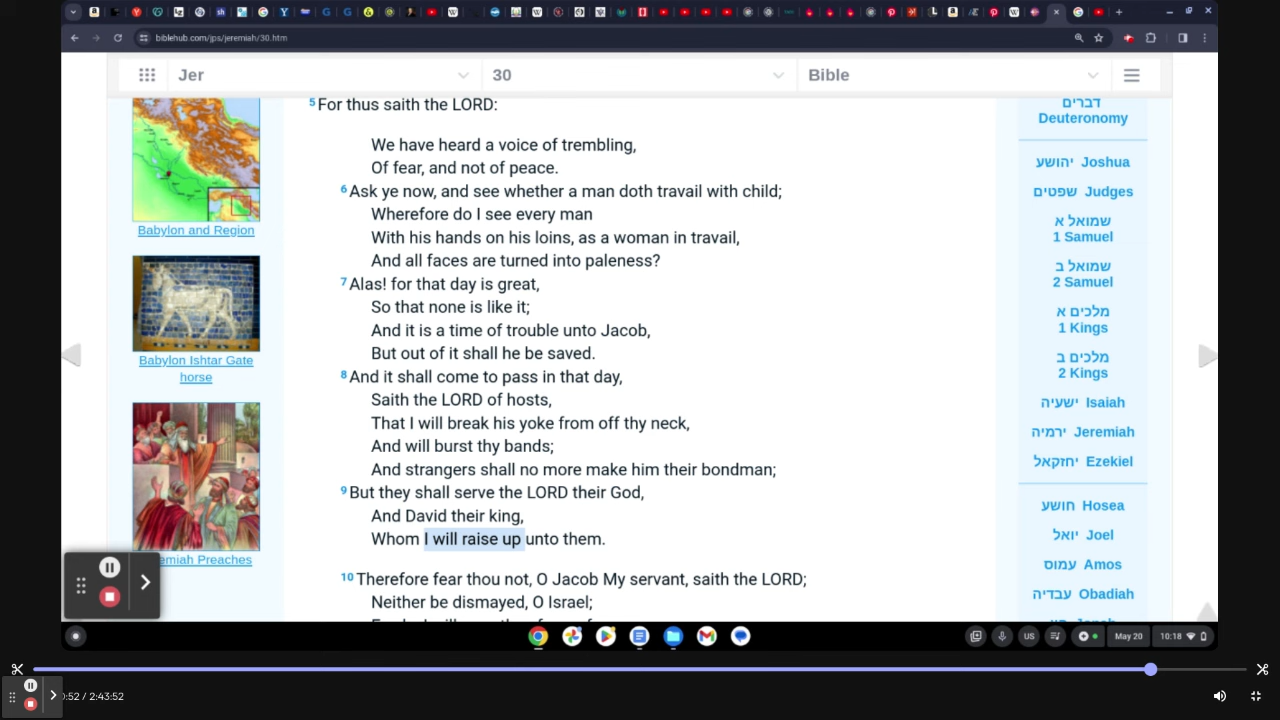 biblehub.com/jps/jeremiah/30.htm
Jer
30
Bible
5 For thus saith the LORD:
We have heard a voice of trembling,
Of fear, and not of peace.
6 Ask ye now, and see whether a man doth travail with child;
Wherefore do I see every man
With his hands on his loins, as a woman in travail,
And all faces are turned into paleness?
7 Alas! for that day is great,
So that none is like it;
And it is a time of trouble unto Jacob,
But out of it shall he be saved.
8 And it shall come to pass in that day,
Saith the LORD of hosts,
That I will break his yoke from off thy neck,
And will burst thy bands;
And strangers shall no more make him their bondman;
9 But they shall serve the LORD their God,
And David their king,
Whom I will raise up unto them.
10 Therefore fear thou not, O Jacob My servant, saith the LORD;
Neither be dismayed, O Israel;
Babylon and Region
Babylon Ishtar Gate
horse
Preaches
דברים
Deuteronomy
יהושע Joshua
שפטים Judges
שמואל א
1 Samuel
שמואל ב
2 Samuel
מלכים א
1 Kings
מלכים ב
2 Kings
ישעיה Isaiah
ירמיה Jeremiah
יחזקאל Ezekiel
הושע Hosea
יואל Joel
עמוס Amos
עבדיה Obadiah
US
May 20
10:18
:52 / 2:43:52